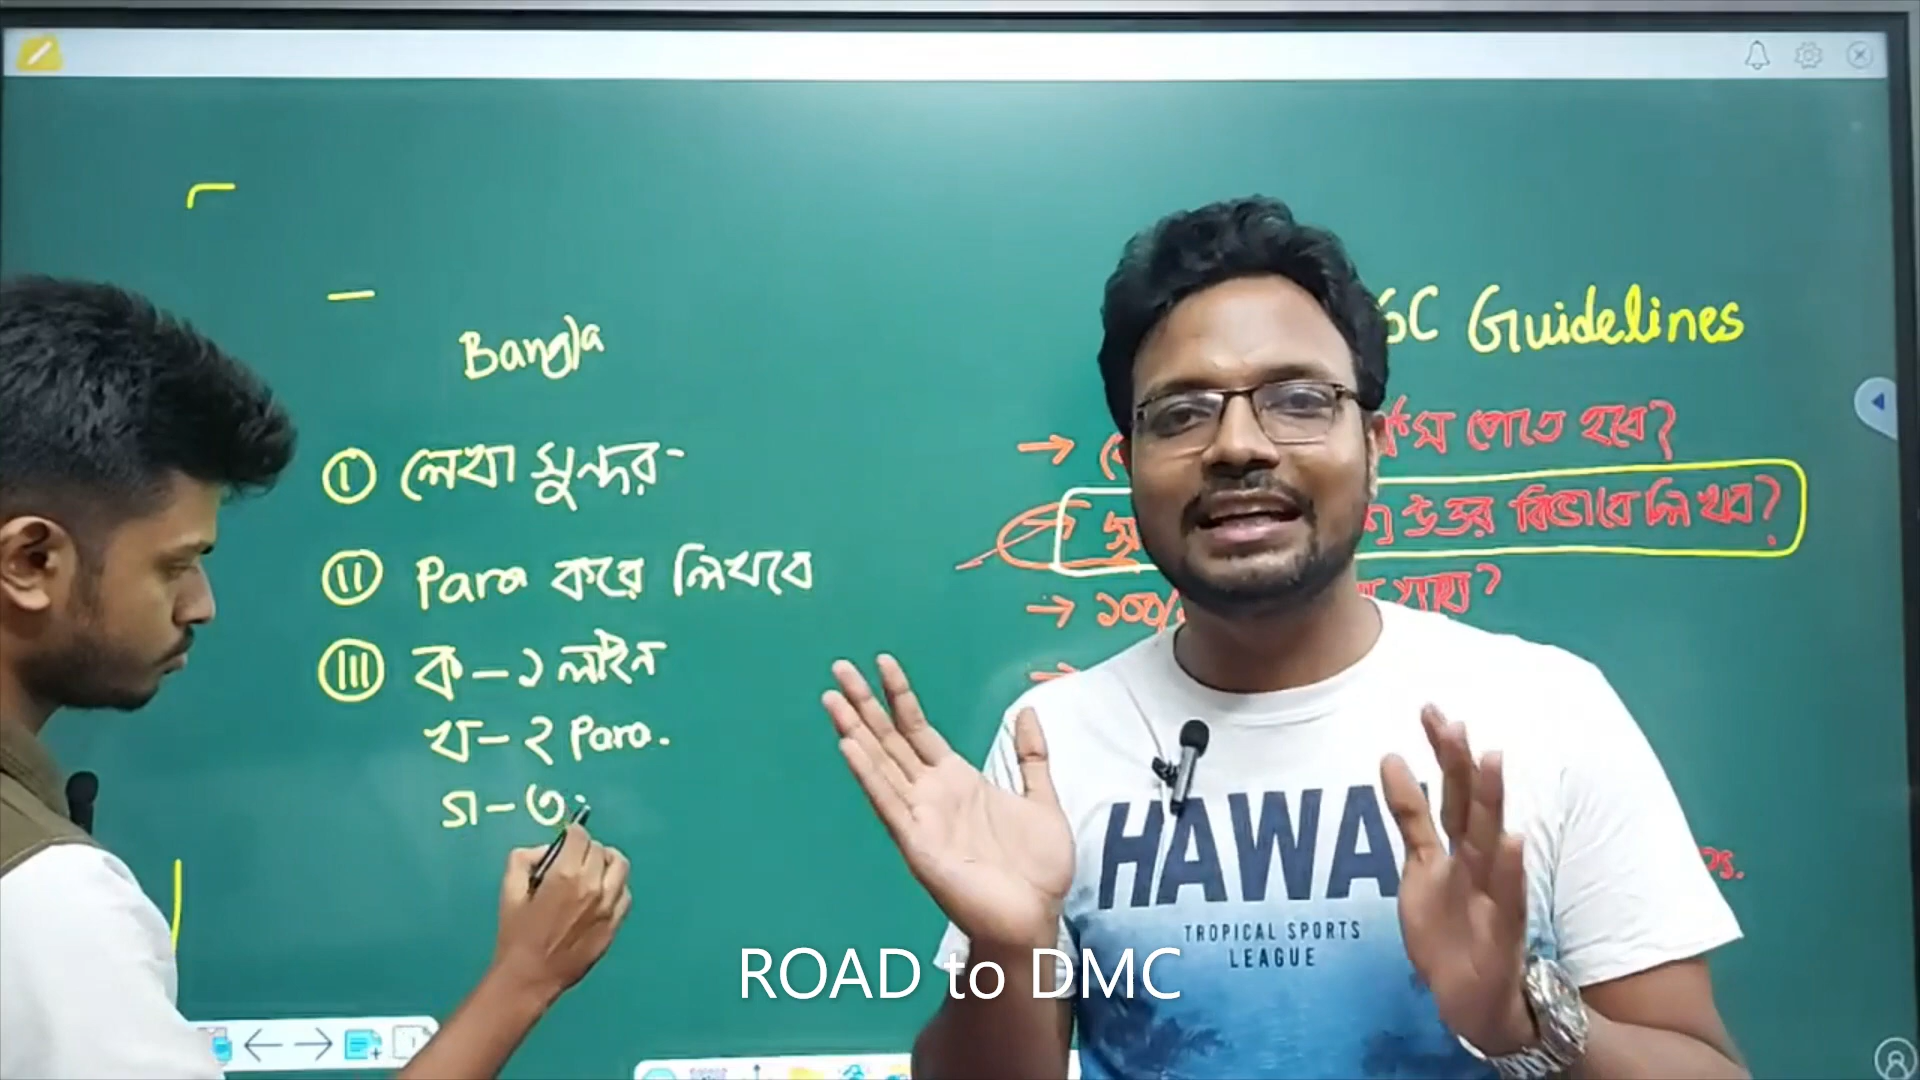 Bangla
① লেখা সুন্দর-
② Para করে লিখবে
③ ক – ১ লাইন
খ – ২ Para.
গ – ৩
Guidelines
পেতে হবে?
উত্তর কিভাবে লিখব?
HAWA
TROPICAL SPORTS
LEAGUE
ROAD to DMC